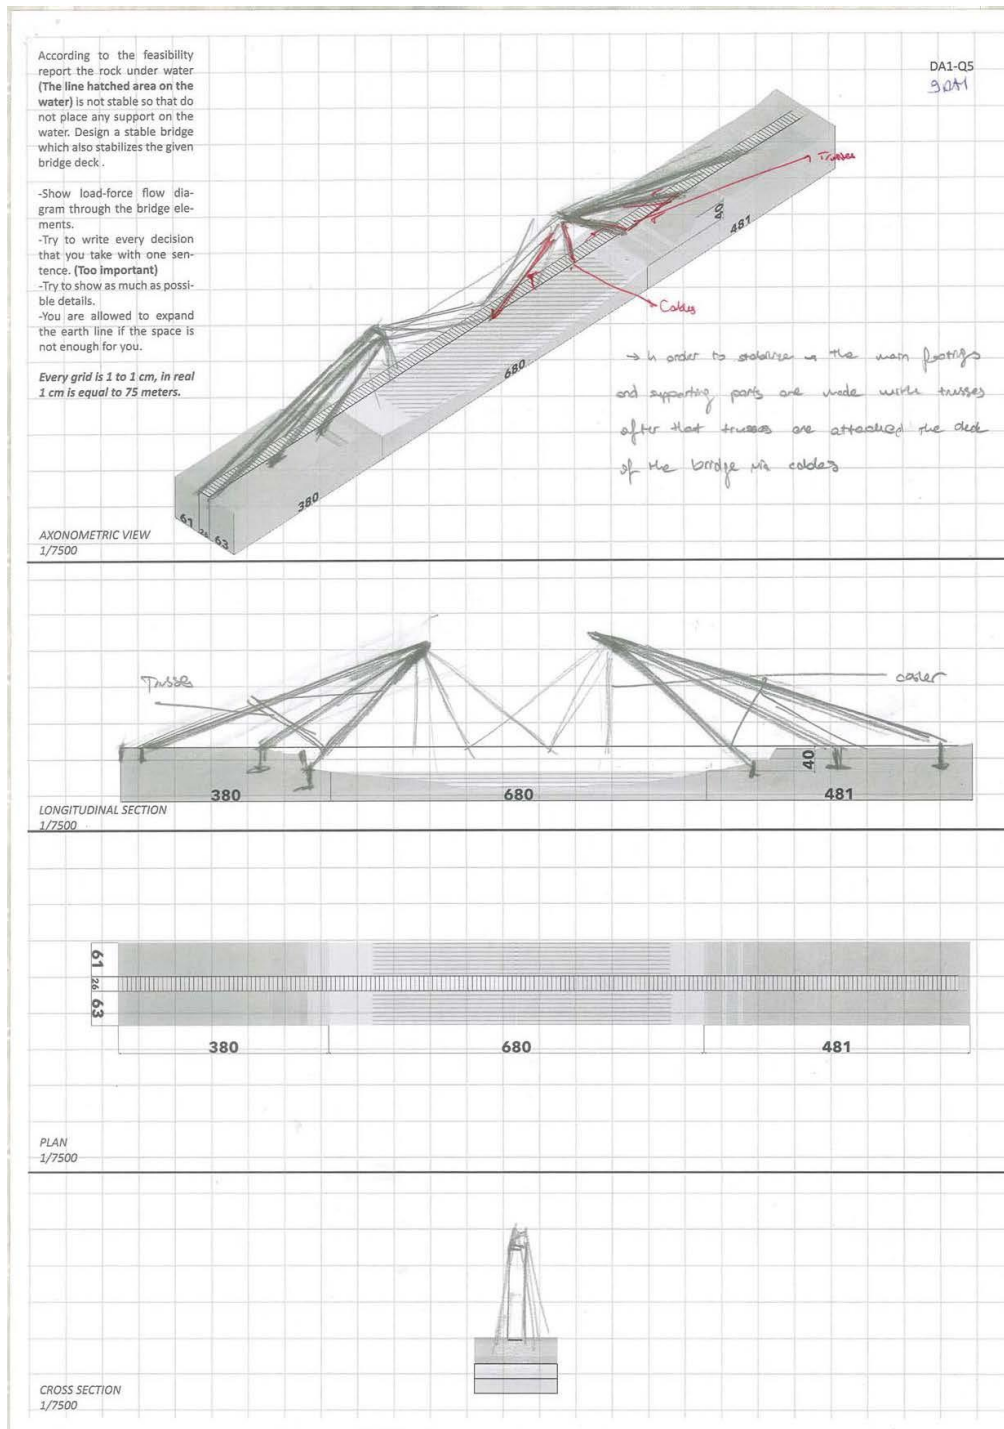 According to the feasibility
report the rock under water
(The line hatched area on the
water) is not stable so that do
not place any support on the
water. Design a stable bridge
which also stabilizes the given
bridge deck .
-Show load-force flow dia-
gram through the bridge ele-
ments.
-Try to write every decision
that you take with one sen-
tence. (Too important)
-Try to show as much as possi-
ble details.
-You are allowed to expand
the earth line if the space is
not enough for you.
Every grid is 1 to 1 cm, in real
1 cm is equal to 75 meters.
DA1-Q5
Trusses
40
481
Cables
680
→ in order to stabilize the main footings
and supporting parts are made with trusses
after that trusses are attached the deck
of the bridge via cables
380
61
26
63
AXONOMETRIC VIEW
1/7500
Trusses
40
380
680
481
LONGITUDINAL SECTION
1/7500
61
26
63
380
680
481
PLAN
1/7500
CROSS SECTION
1/7500